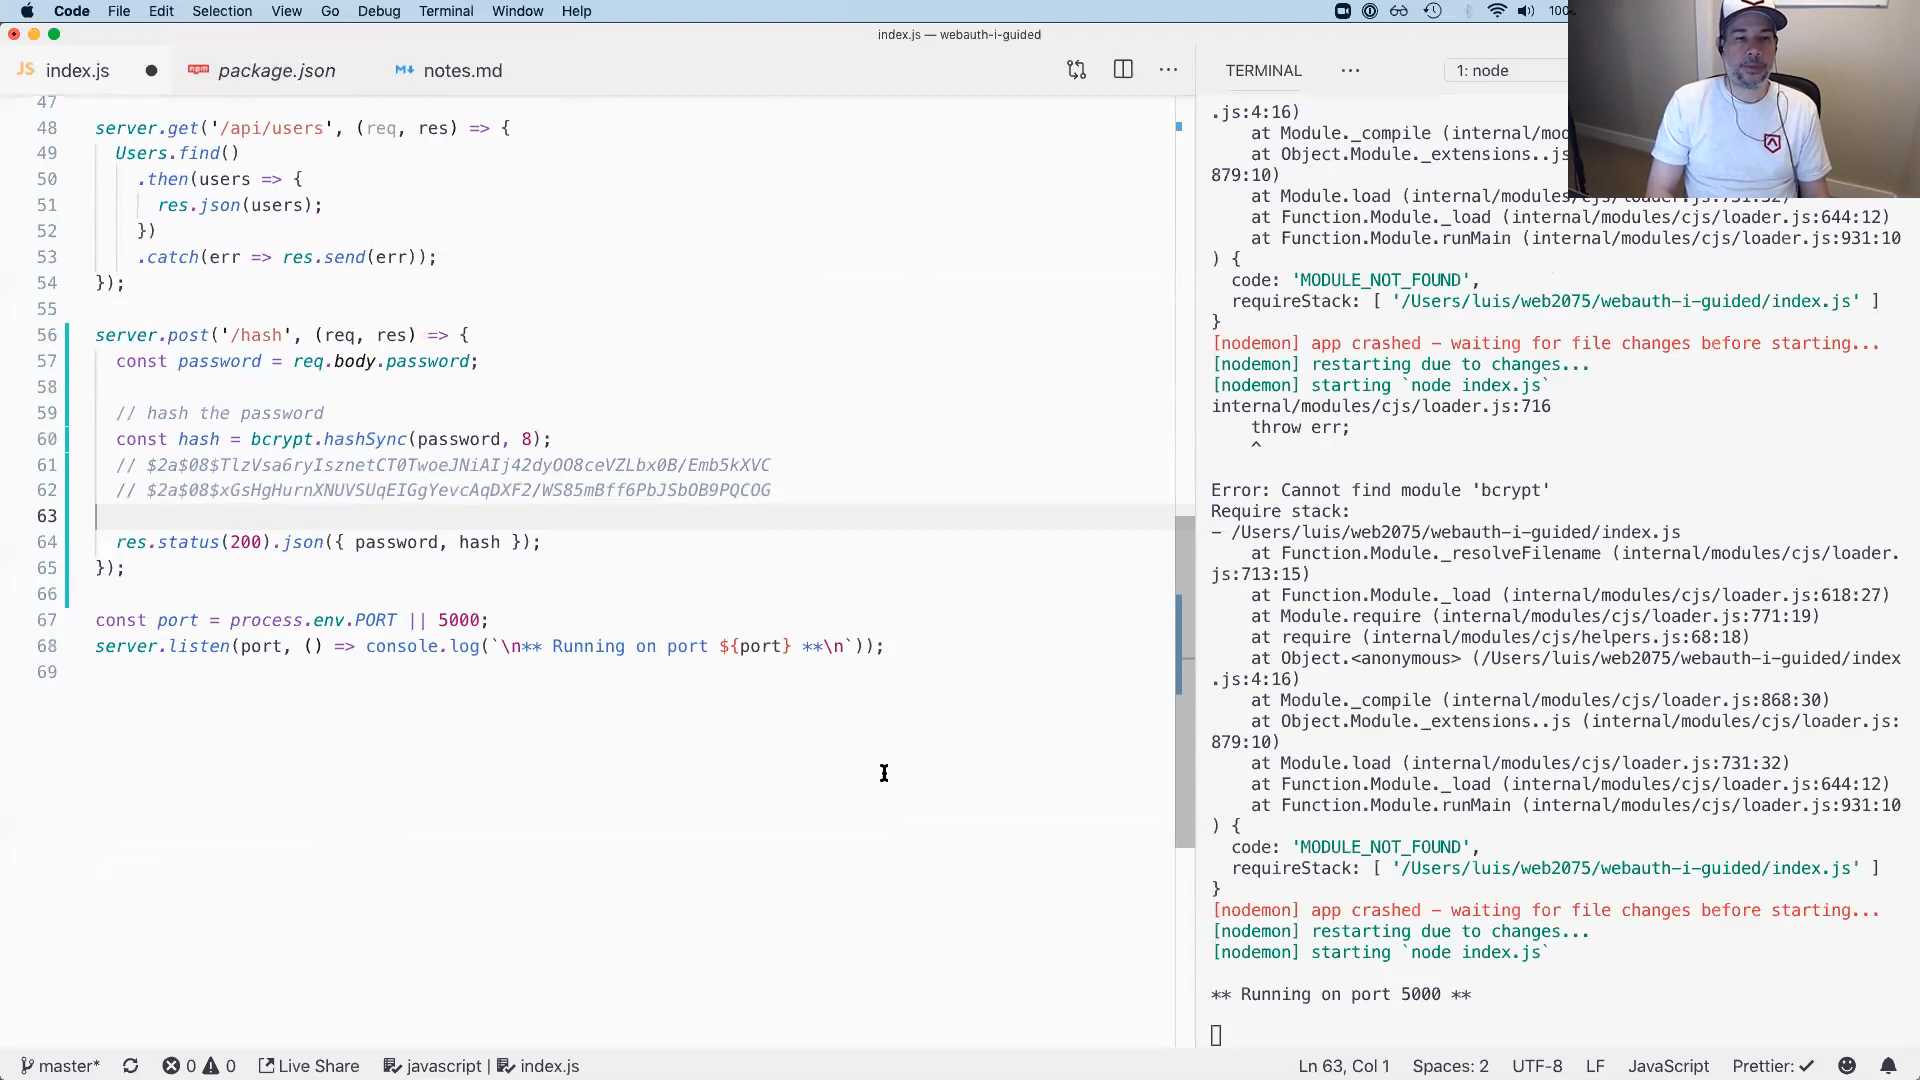 Code File Edit Selection View Go Debug Terminal Window Help 100
index.js — webauth-i-guided
JS index.js package.json notes.md
TERMINAL 1: node
47
48 server.get('/api/users', (req, res) => {
49 Users.find()
50 .then(users => {
51 res.json(users);
52 })
53 .catch(err => res.send(err));
54 });
55
56 server.post('/hash', (req, res) => {
57 const password = req.body.password;
58
59 // hash the password
60 const hash = bcrypt.hashSync(password, 8);
61 // $2a$08$TlzVsa6ryIsznetCT0TwoeJNiAIj42dyOO8ceVZLbx0B/Emb5kXVC
62 // $2a$08$xGsHgHurnXNUVSUqEIGgYevcAqDXF2/WS85mBff6PbJSbOB9PQCOG
63
64 res.status(200).json({ password, hash });
65 });
66
67 const port = process.env.PORT || 5000;
68 server.listen(port, () => console.log(`\n** Running on port ${port} **\n`));
69
.js:4:16)
at Module._compile (internal/mod
at Object.Module._extensions..js
879:10)
at Module.load (internal/modules/cjs/loader.js:731:32)
at Function.Module._load (internal/modules/cjs/loader.js:644:12)
at Function.Module.runMain (internal/modules/cjs/loader.js:931:10
) {
code: 'MODULE_NOT_FOUND',
requireStack: [ '/Users/luis/web2075/webauth-i-guided/index.js' ]
}
[nodemon] app crashed – waiting for file changes before starting...
[nodemon] restarting due to changes...
[nodemon] starting `node index.js`
internal/modules/cjs/loader.js:716
throw err;
^
Error: Cannot find module 'bcrypt'
Require stack:
- /Users/luis/web2075/webauth-i-guided/index.js
at Function.Module._resolveFilename (internal/modules/cjs/loader.
js:713:15)
at Function.Module._load (internal/modules/cjs/loader.js:618:27)
at Module.require (internal/modules/cjs/loader.js:771:19)
at require (internal/modules/cjs/helpers.js:68:18)
at Object.<anonymous> (/Users/luis/web2075/webauth-i-guided/index
.js:4:16)
at Module._compile (internal/modules/cjs/loader.js:868:30)
at Object.Module._extensions..js (internal/modules/cjs/loader.js:
879:10)
at Module.load (internal/modules/cjs/loader.js:731:32)
at Function.Module._load (internal/modules/cjs/loader.js:644:12)
at Function.Module.runMain (internal/modules/cjs/loader.js:931:10
) {
code: 'MODULE_NOT_FOUND',
requireStack: [ '/Users/luis/web2075/webauth-i-guided/index.js' ]
}
[nodemon] app crashed – waiting for file changes before starting...
[nodemon] restarting due to changes...
[nodemon] starting `node index.js`
** Running on port 5000 **
master* 0 0 Live Share javascript | index.js Ln 63, Col 1 Spaces: 2 UTF-8 LF JavaScript Prettier: ✓